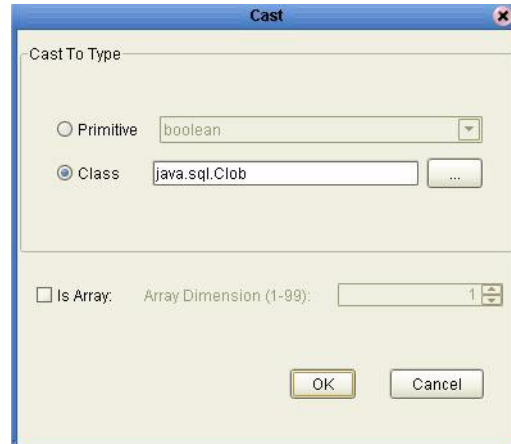 Cast
Cast To Type
Primitive boolean
Class java.sql.Clob ...
Is Array: Array Dimension (1-99): 1
OK Cancel